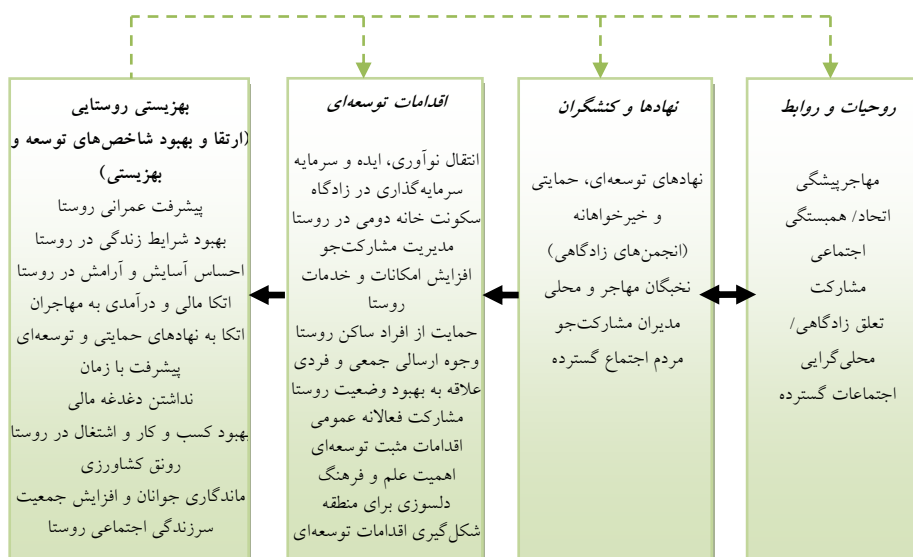 روحیات و روابط
مهاجرپیشگی
اتحاد/ همبستگی
اجتماعی
مشارکت
تعلق زادگاهی/
محلی‌گرایی
اجتماعات گسترده
نهادها و کنشگران
نهادهای توسعه‌ای، حمایتی
و خیرخواهانه
(انجمن‌های زادگاهی)
نخبگان مهاجر و محلی
مدیران مشارکت‌جو
مردم اجتماع گسترده
اقدامات توسعه‌ای
انتقال نوآوری، ایده و سرمایه
سرمایه‌گذاری در زادگاه
سکونت خانه دومی در روستا
مدیریت مشارکت‌جو
افزایش امکانات و خدمات
روستا
حمایت از افراد ساکن روستا
وجوه ارسالی جمعی و فردی
علاقه به بهبود وضعیت روستا
مشارکت فعالانه عمومی
اقدامات مثبت توسعه‌ای
اهمیت علم و فرهنگ
دلسوزی برای منطقه
شکل‌گیری اقدامات توسعه‌ای
بهزیستی روستایی
(ارتقا و بهبود شاخص‌های توسعه و
بهزیستی)
پیشرفت عمرانی روستا
بهبود شرایط زندگی در روستا
احساس آسایش و آرامش در روستا
اتکا مالی و درآمدی به مهاجران
اتکا به نهادهای حمایتی و توسعه‌ای
پیشرفت با زمان
نداشتن دغدغه مالی
بهبود کسب و کار و اشتغال در روستا
رونق کشاورزی
ماندگاری جوانان و افزایش جمعیت
سرزندگی اجتماعی روستا